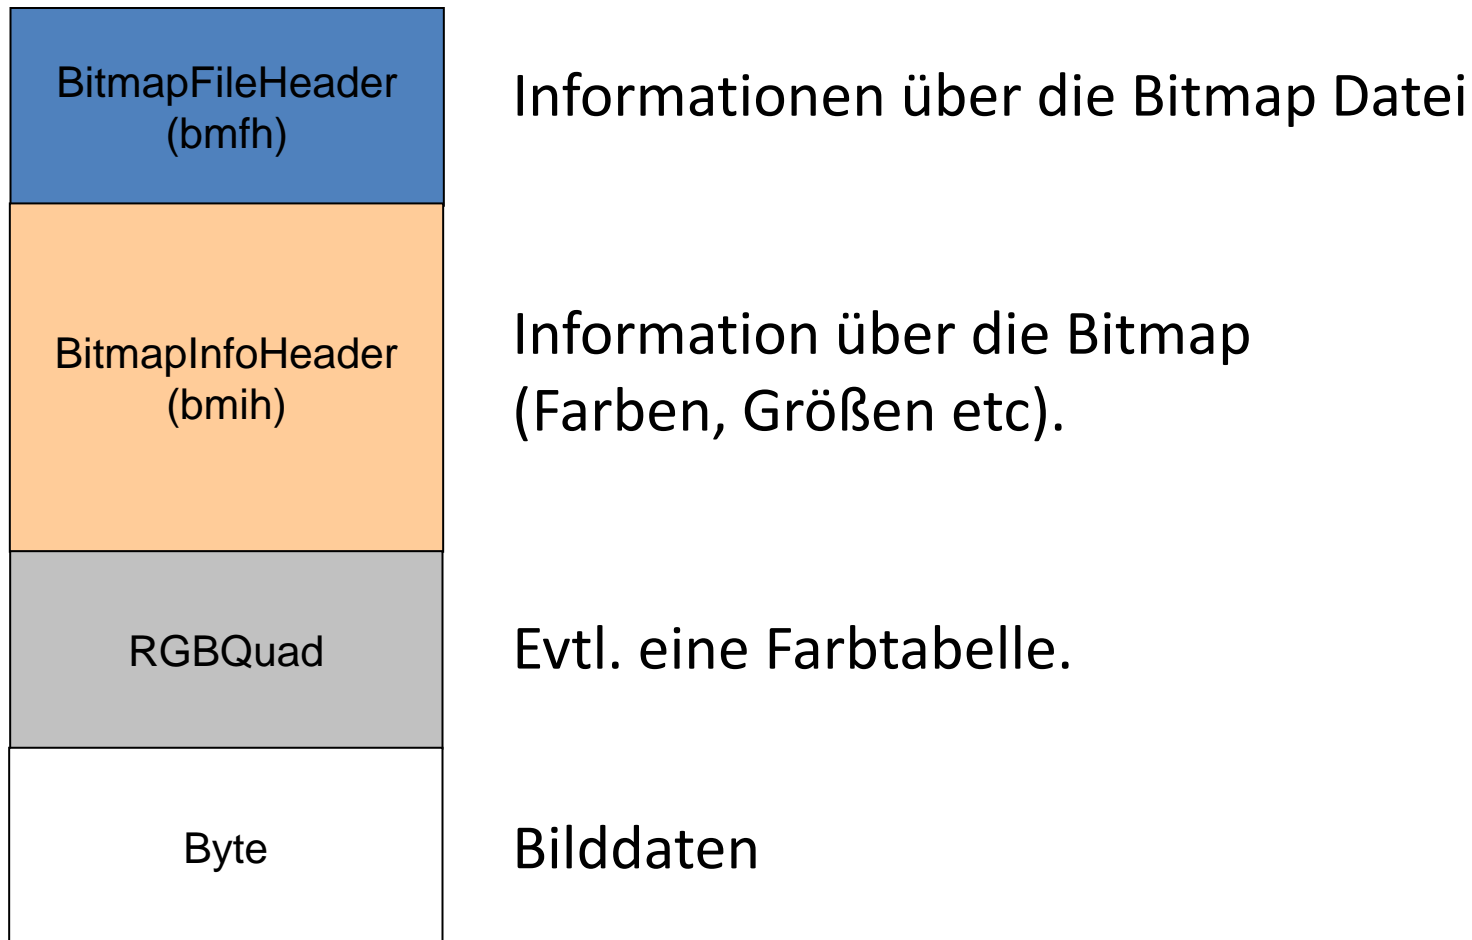 BitmapFileHeader
(bmfh)
Informationen über die Bitmap Datei
BitmapInfoHeader
(bmih)
Information über die Bitmap
(Farben, Größen etc).
RGBQuad
Evtl. eine Farbtabelle.
Byte
Bilddaten